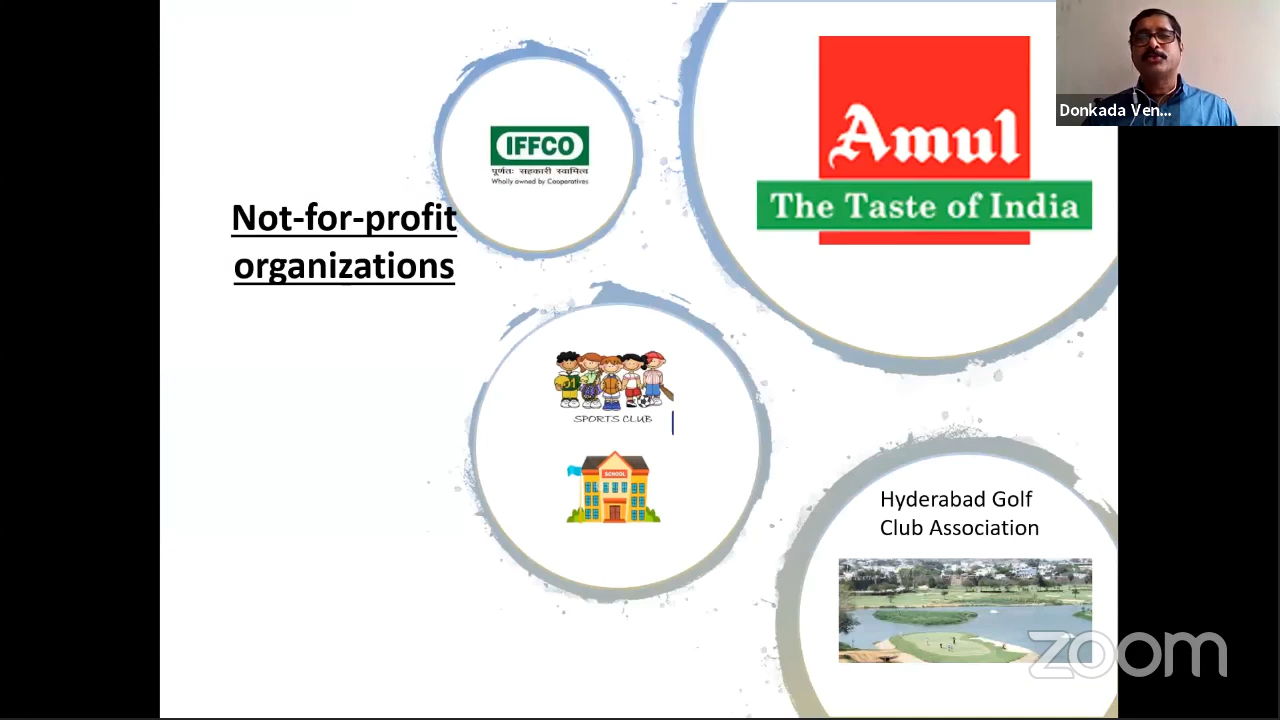 Not-for-profit
organizations
IFFCO
पूर्णतः सहकारी स्वामित्व
Wholly owned by Cooperatives
Amul
The Taste of India
Donkada Ven...
01
SPORTS CLUB
SCHOOL
Hyderabad Golf
Club Association
zoom